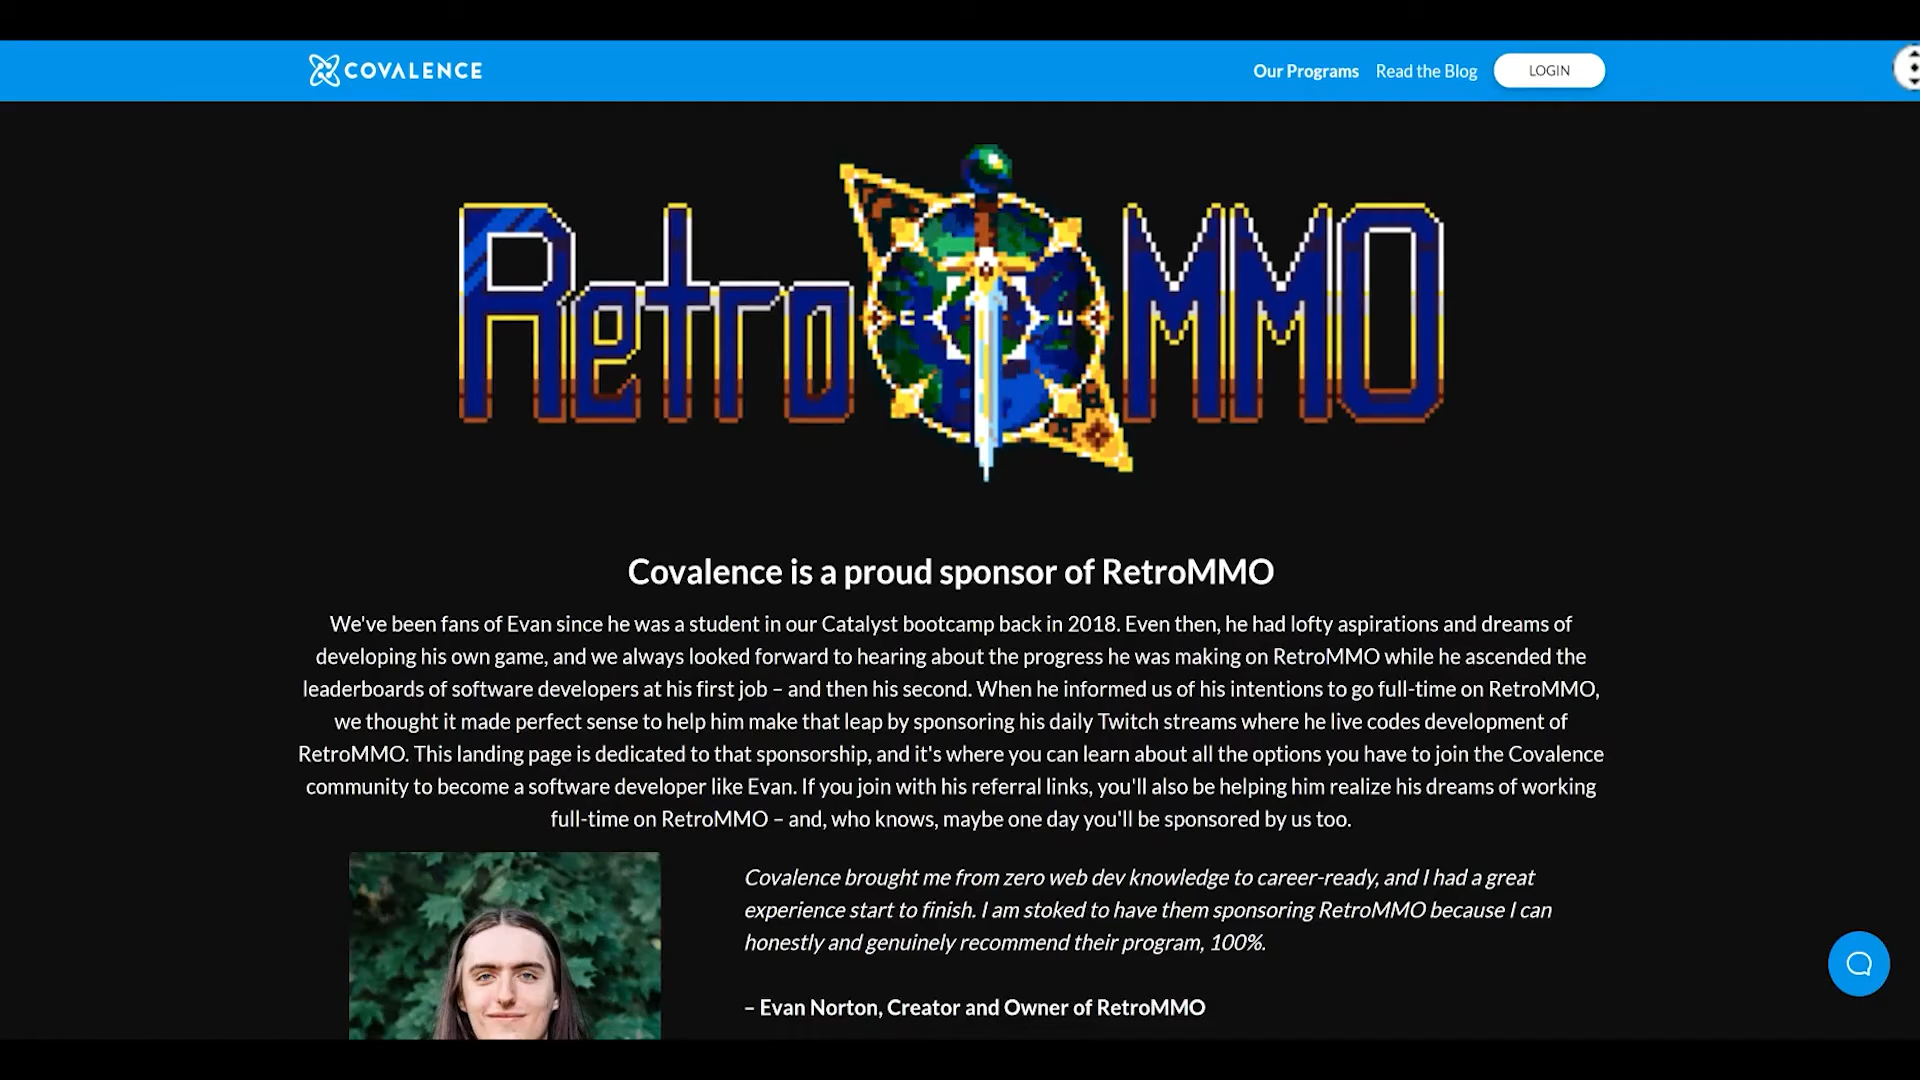 COVALENCE
Our Programs
Read the Blog
LOGIN
Retro MMO
Covalence is a proud sponsor of RetroMMO
We've been fans of Evan since he was a student in our Catalyst bootcamp back in 2018. Even then, he had lofty aspirations and dreams of
developing his own game, and we always looked forward to hearing about the progress he was making on RetroMMO while he ascended the
leaderboards of software developers at his first job – and then his second. When he informed us of his intentions to go full-time on RetroMMO,
we thought it made perfect sense to help him make that leap by sponsoring his daily Twitch streams where he live codes development of
RetroMMO. This landing page is dedicated to that sponsorship, and it's where you can learn about all the options you have to join the Covalence
community to become a software developer like Evan. If you join with his referral links, you'll also be helping him realize his dreams of working
full-time on RetroMMO – and, who knows, maybe one day you'll be sponsored by us too.
Covalence brought me from zero web dev knowledge to career-ready, and I had a great
experience start to finish. I am stoked to have them sponsoring RetroMMO because I can
honestly and genuinely recommend their program, 100%.
– Evan Norton, Creator and Owner of RetroMMO